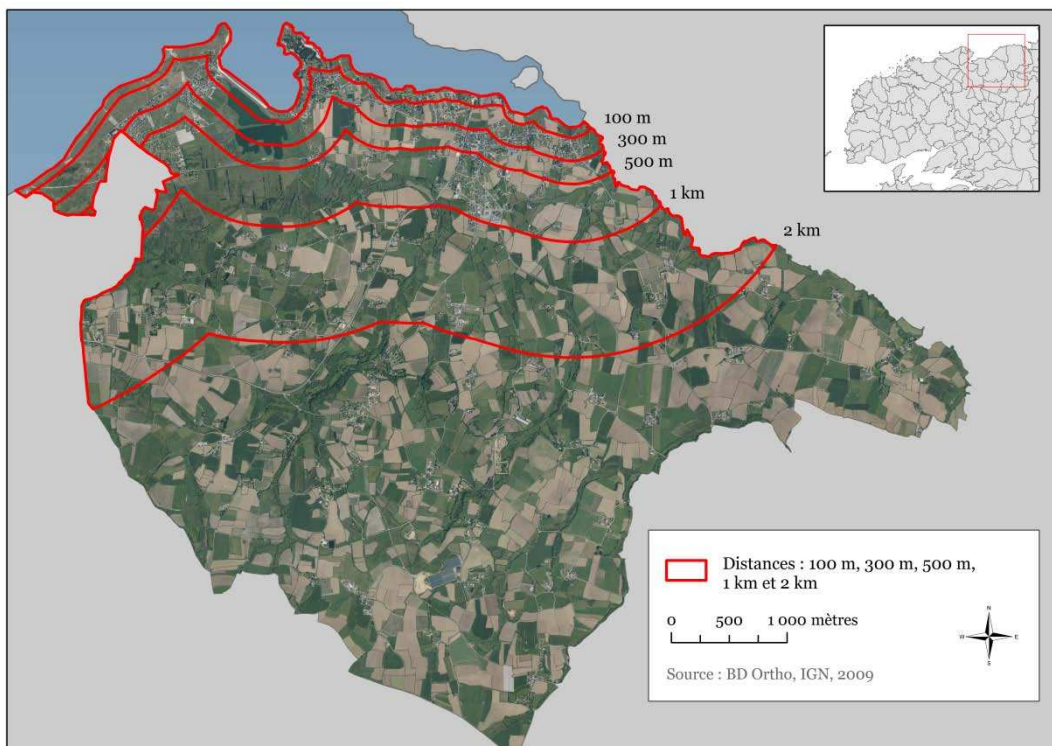 100 m
300 m
500 m
1 km
2 km
Distances : 100 m, 300 m, 500 m,
1 km et 2 km
0 500 1 000 mètres
N
W E
S
Source : BD Ortho, IGN, 2009